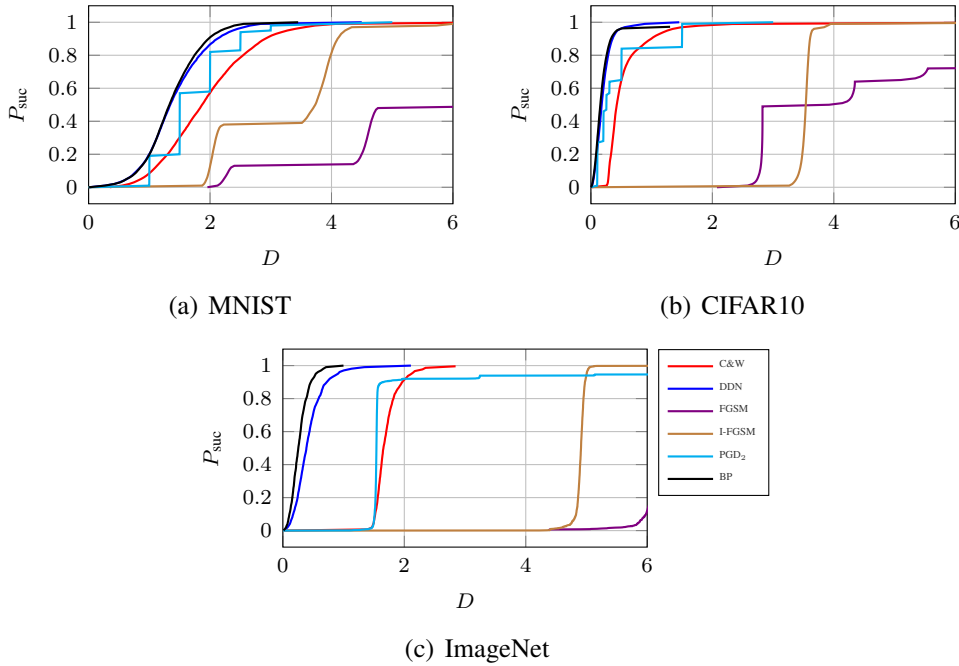 1
0.8
0.6
0.4
0.2
0
P_suc
0 2 4 6
D
(a) MNIST
1
0.8
0.6
0.4
0.2
0
P_suc
0 2 4 6
D
(b) CIFAR10
1
0.8
0.6
0.4
0.2
0
P_suc
0 2 4 6
D
C&W
DDN
FGSM
I-FGSM
PGD₂
BP
(c) ImageNet